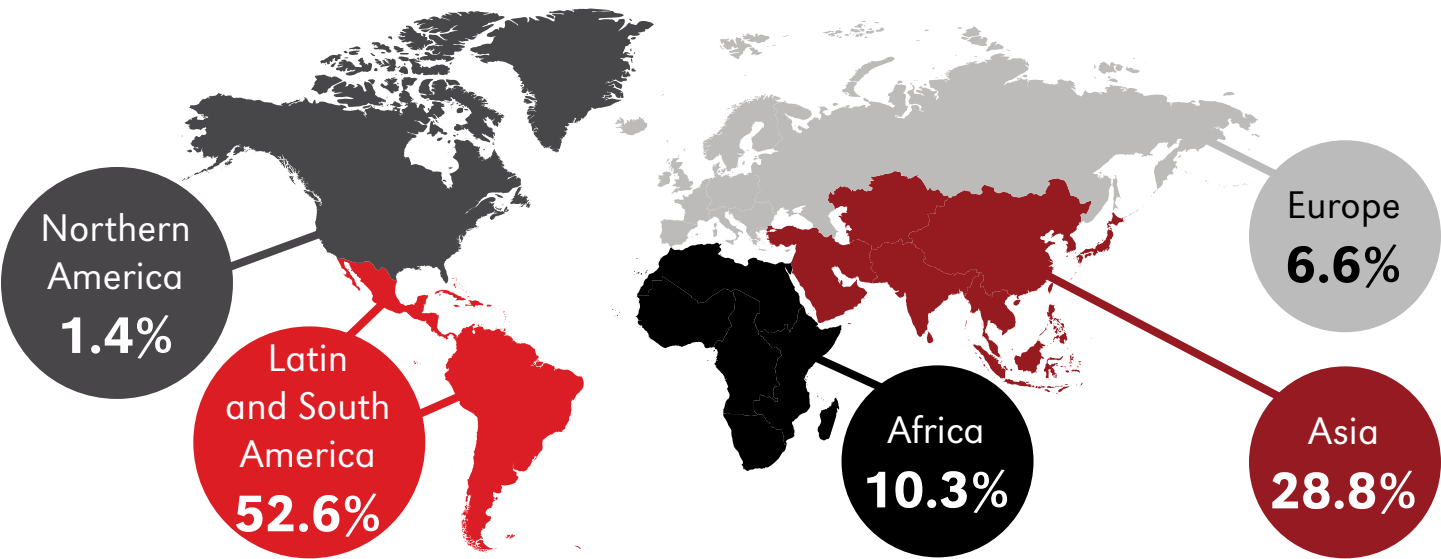 Northern
America
1.4%
Latin
and South
America
52.6%
Africa
10.3%
Europe
6.6%
Asia
28.8%